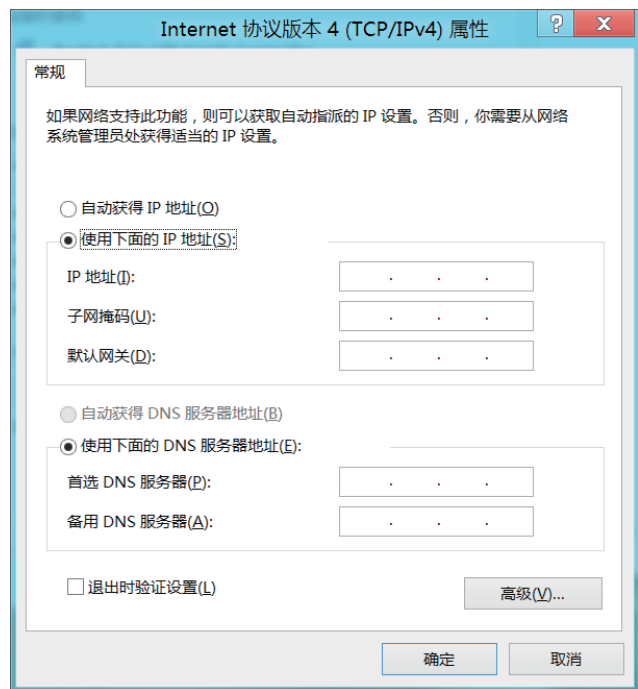 Internet 协议版本 4 (TCP/IPv4) 属性
? X
常规
如果网络支持此功能，则可以获取自动指派的 IP 设置。否则，你需要从网络
系统管理员处获得适当的 IP 设置。
自动获得 IP 地址(O)
使用下面的 IP 地址(S):
IP 地址(I): . . .
子网掩码(U): . . .
默认网关(D): . . .
自动获得 DNS 服务器地址(B)
使用下面的 DNS 服务器地址(E):
首选 DNS 服务器(P): . . .
备用 DNS 服务器(A): . . .
退出时验证设置(L)
高级(V)...
确定 取消